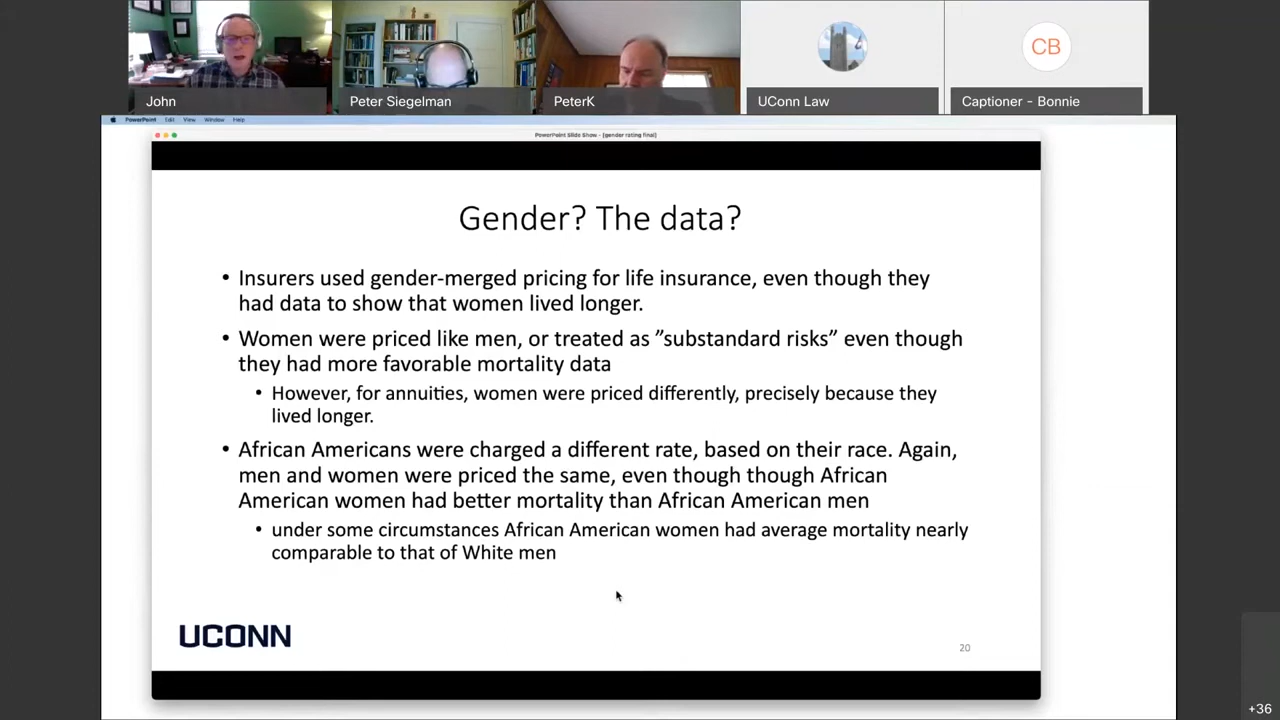 John
Peter Siegelman
PeterK
UConn Law
CB
Captioner - Bonnie
PowerPoint Edit View Window Help
PowerPoint Slide Show - [gender rating final]
Gender? The data?
• Insurers used gender-merged pricing for life insurance, even though they
had data to show that women lived longer.
• Women were priced like men, or treated as ”substandard risks” even though
they had more favorable mortality data
• However, for annuities, women were priced differently, precisely because they
lived longer.
• African Americans were charged a different rate, based on their race. Again,
men and women were priced the same, even though though African
American women had better mortality than African American men
• under some circumstances African American women had average mortality nearly
comparable to that of White men
UCONN
20
+36